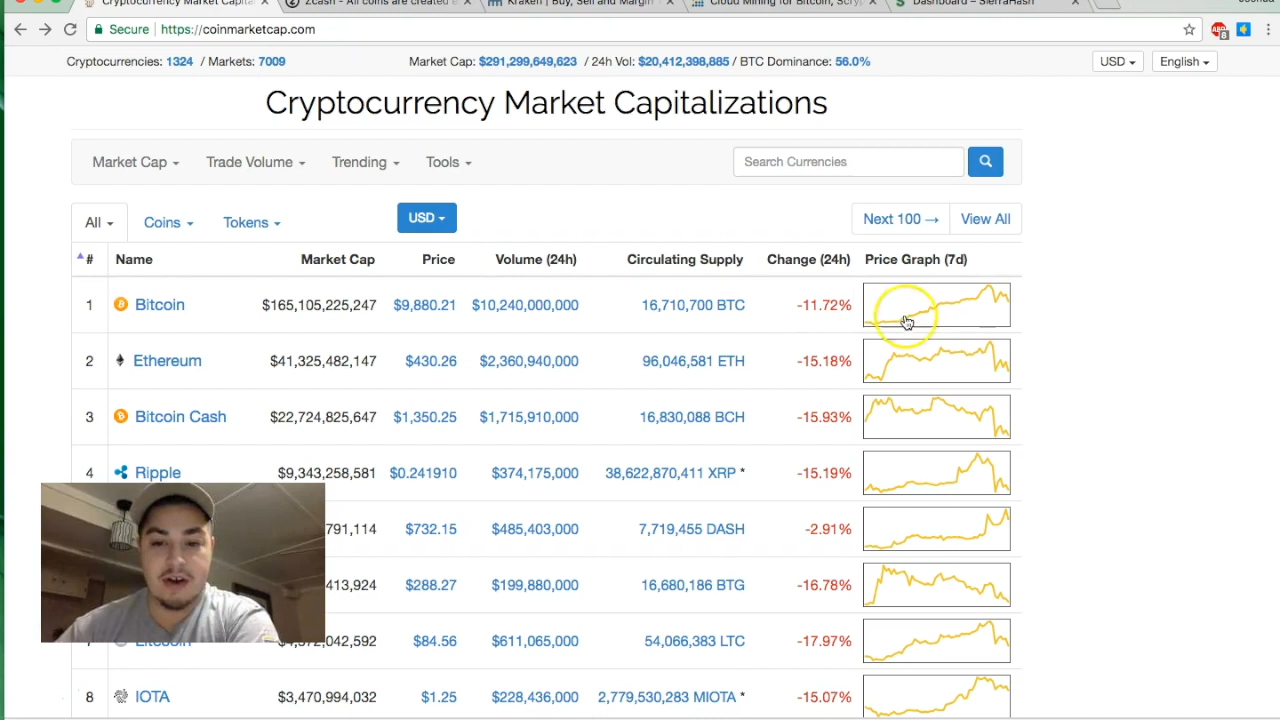 Cryptocurrency Market Capital
Zcash - All coins are created e
Kraken | Buy, Sell and Margin
Cloud Mining for Bitcoin, Scry
Dashboard – SierraHash
Secure https://coinmarketcap.com
8
Cryptocurrencies: 1324 / Markets: 7009
Market Cap: $291,299,649,623 / 24h Vol: $20,412,398,885 / BTC Dominance: 56.0%
USD
English
Cryptocurrency Market Capitalizations
Market Cap
Trade Volume
Trending
Tools
Search Currencies
All
Coins
Tokens
USD
Next 100 →
View All
# Name Market Cap Price Volume (24h) Circulating Supply Change (24h) Price Graph (7d)
1 Bitcoin $165,105,225,247 $9,880.21 $10,240,000,000 16,710,700 BTC -11.72%
2 Ethereum $41,325,482,147 $430.26 $2,360,940,000 96,046,581 ETH -15.18%
3 Bitcoin Cash $22,724,825,647 $1,350.25 $1,715,910,000 16,830,088 BCH -15.93%
4 Ripple $9,343,258,581 $0.241910 $374,175,000 38,622,870,411 XRP * -15.19%
791,114 $732.15 $485,403,000 7,719,455 DASH -2.91%
413,924 $288.27 $199,880,000 16,680,186 BTG -16.78%
042,592 $84.56 $611,065,000 54,066,383 LTC -17.97%
8 IOTA $3,470,994,032 $1.25 $228,436,000 2,779,530,283 MIOTA * -15.07%